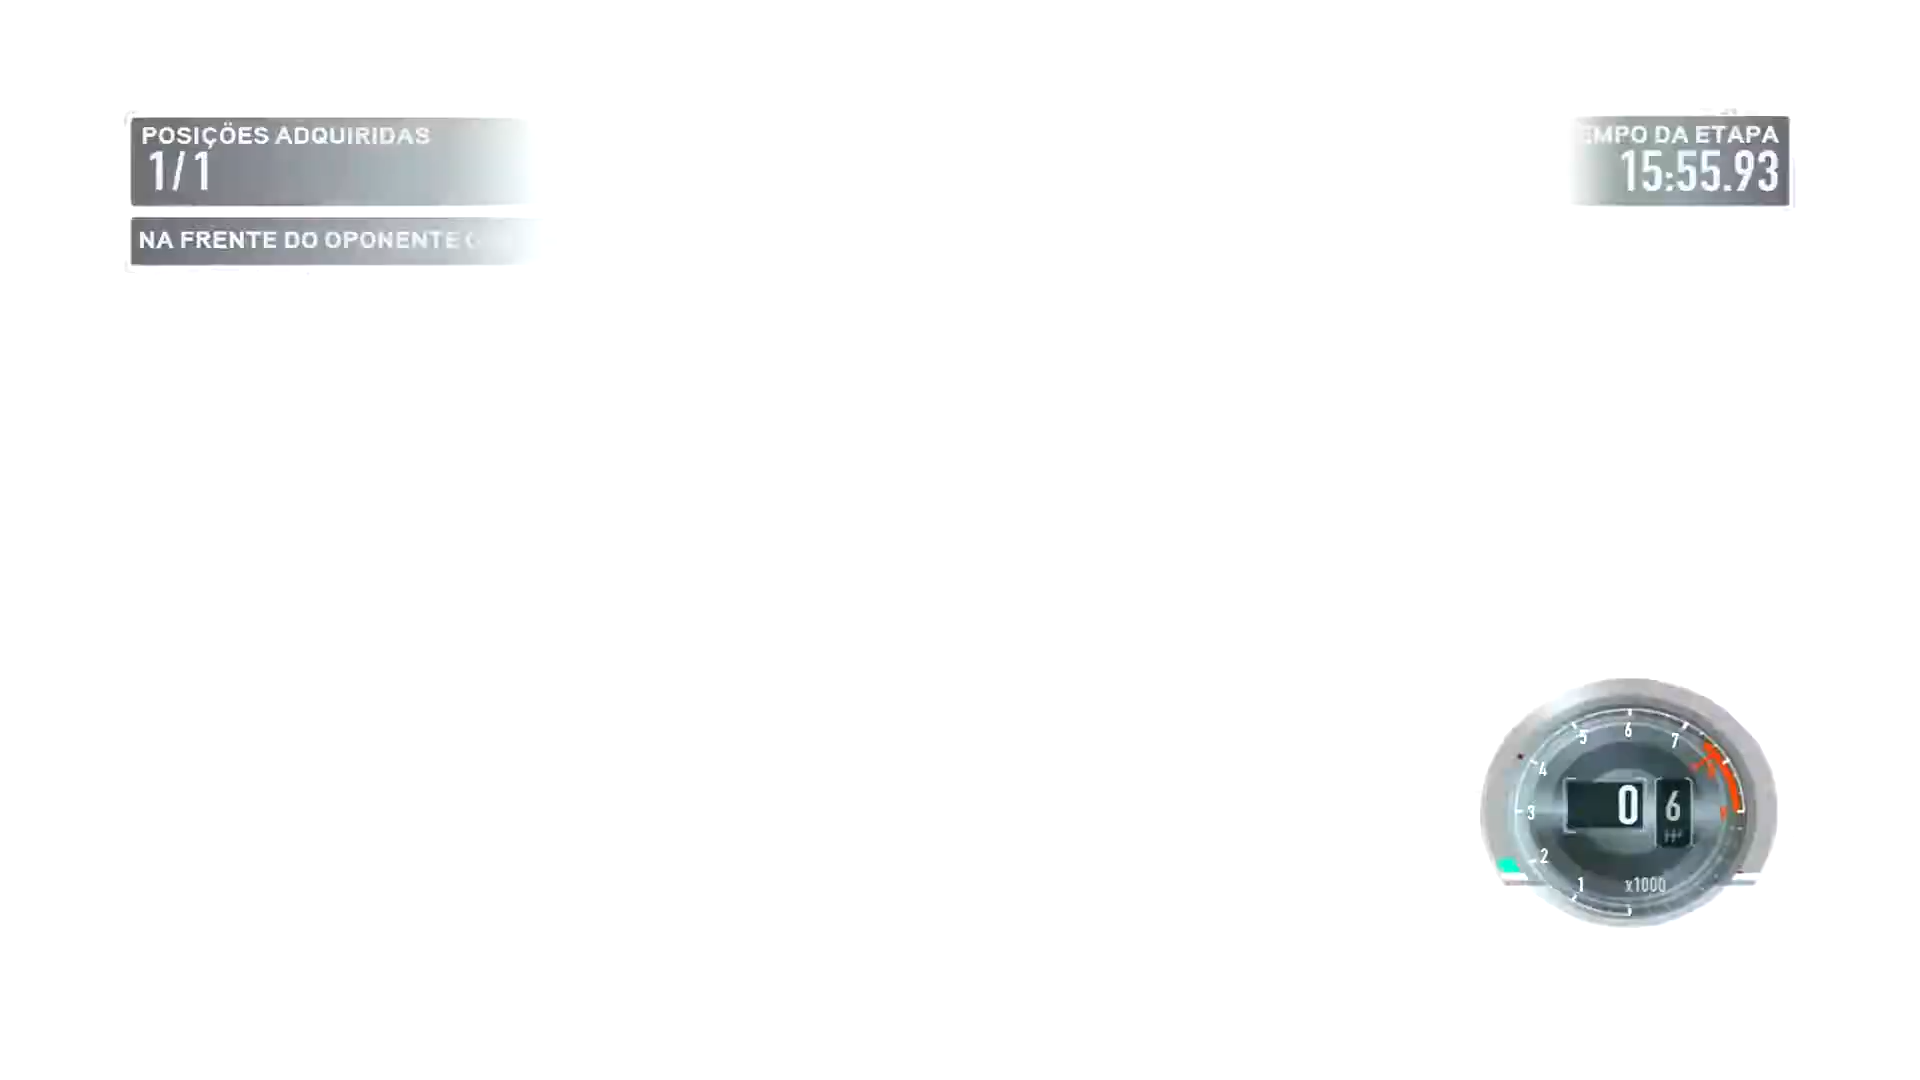 POSIÇÕES ADQUIRIDAS
1/1
NA FRENTE DO OPONENTE
EMPO DA ETAPA
15:55.93
5
6
7
4
3
0
6
2
1
x1000